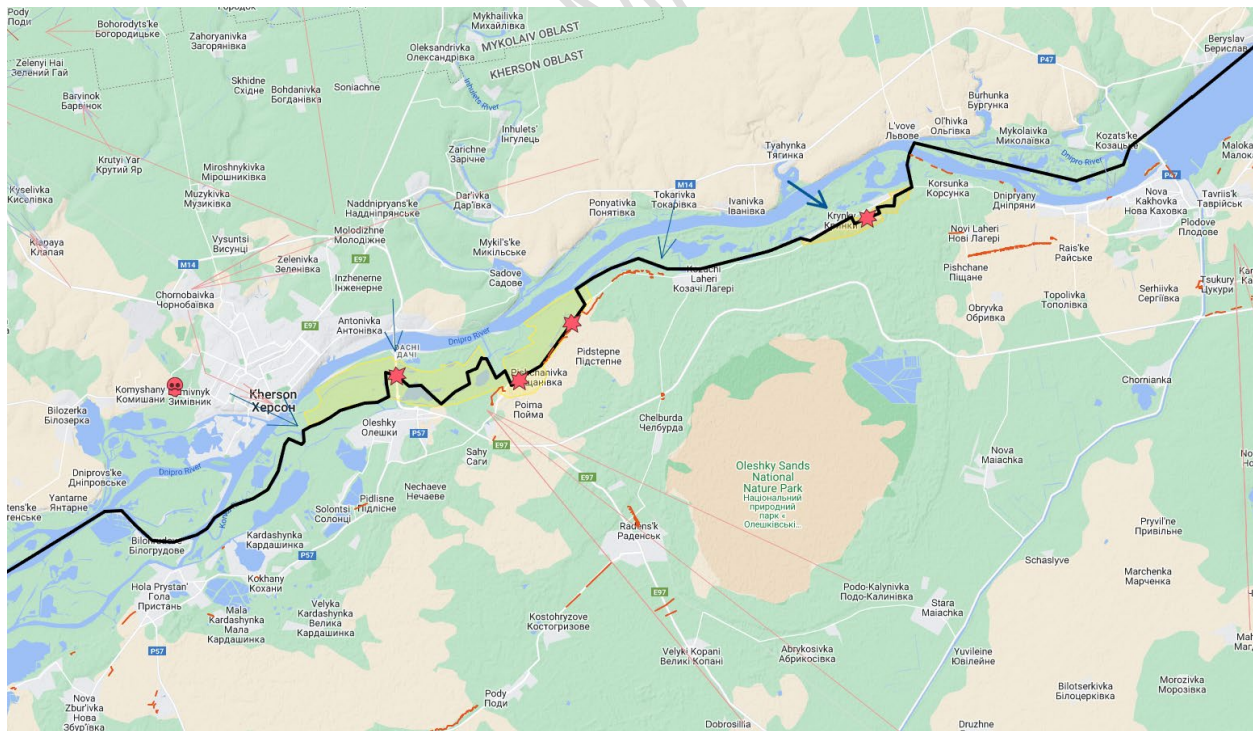 Pody
Поди
Bohorodyts'ke
Богородицьке
Zahoryanivka
Загорянівка
Mykhailivka
Михайлівка
MYKOLAIV OBLAST
KHERSON OBLAST
Oleksandrivka
Олександрівка
Zelenyi Hai
Зелений Гай
Barvinok
Барвінок
Skhidne
Східне
Bohdanivka
Богданівка
Soniachne
Inhulets River
Inhulets'
Інгулець
Zarichne
Зарічне
Krutyi Yar
Крутий Яр
Miroshnykivka
Мирошниківка
Kyselivka
Киселівка
Muzykivka
Музиківка
Naddnipryans'ke
Наддніпрянське
Dar'ivka
Дар'ївка
Ponyativka
Понятівка
Tokarivka
Токарівка
M14
Ivanivka
Іванівка
Tyahynka
Тягинка
L'vove
Львове
Ol'hivka
Ольгівка
Burhunka
Бургунка
Mykolaivka
Миколаївка
Kozats'ke
Козацьке
Beryslav
Берислав
P47
Dnipro River
P47
Korsunka
Корсунка
Dnipryany
Дніпряни
Nova
Kakhovka
Нова Каховка
Tavriis'k
Таврійськ
Plodove
Плодове
Krynky
Кринки
Novi Laheri
Нові Лагері
Pishchane
Піщане
Rais'ke
Райське
Topolivka
Тополівка
Serhiivka
Сергіївка
Tsukury
Цукури
Obryvka
Обривка
Chornianka
Klapaya
Клапая
Vysuntsi
Висунці
Molodizhne
Молодіжне
Zelenivka
Зеленівка
E97
Inzhenerne
Інженерне
Mykil's'ke
Микільське
Sadove
Садове
M14
Chornobaivka
Чорнобаївка
E97
Antonivka
Антонівка
DACHI
ДАЧІ
Dnipro River
Kozachi
Laheri
Козачі Лагері
Pidstepne
Підстепне
Pishchanivka
Poima
Пойма
Komyshany
Комишани
Зимівник
Kherson
Херсон
Bilozerka
Білозерка
Oleshky
Олешки
P57
E97
Sahy
Саги
Chelburda
Челбурда
Oleshky Sands
National
Nature Park
Національний
природний
парк «
Олешківські...
Nova
Maiachka
Dniprovs'ke
Дніпровське
Dnipro River
Yantarne
Янтарне
Nechaeve
Нечаеве
Pidlisne
Підлісне
Solontsi
Солонці
E97
Radens'k
Раденськ
Pryvil'ne
Привільне
Білогрудове
Kardashynka
Кардашинка
P57
Schaslyve
Marchenka
Марченка
Hola Prystan'
Гола
Пристань
Kokhany
Кохани
Mala
Kardashynka
Мала
Кардашинка
Velyka
Kardashynka
Велика
Кардашинка
Kostohryzove
Костогризове
E97
Podo-Kalynivka
Подо-Калинівка
Stara
Maiachka
P57
Velyki Kopani
Великі Копані
Abrykosivka
Абрикосівка
Yuvileine
Ювілейне
Bilotserkivka
Білоцерківка
Morozivka
Морозівка
Nova
Zbur'ivka
Нова
Збур'ївка
Pody
Поди
Dobrosillia
Druzhne